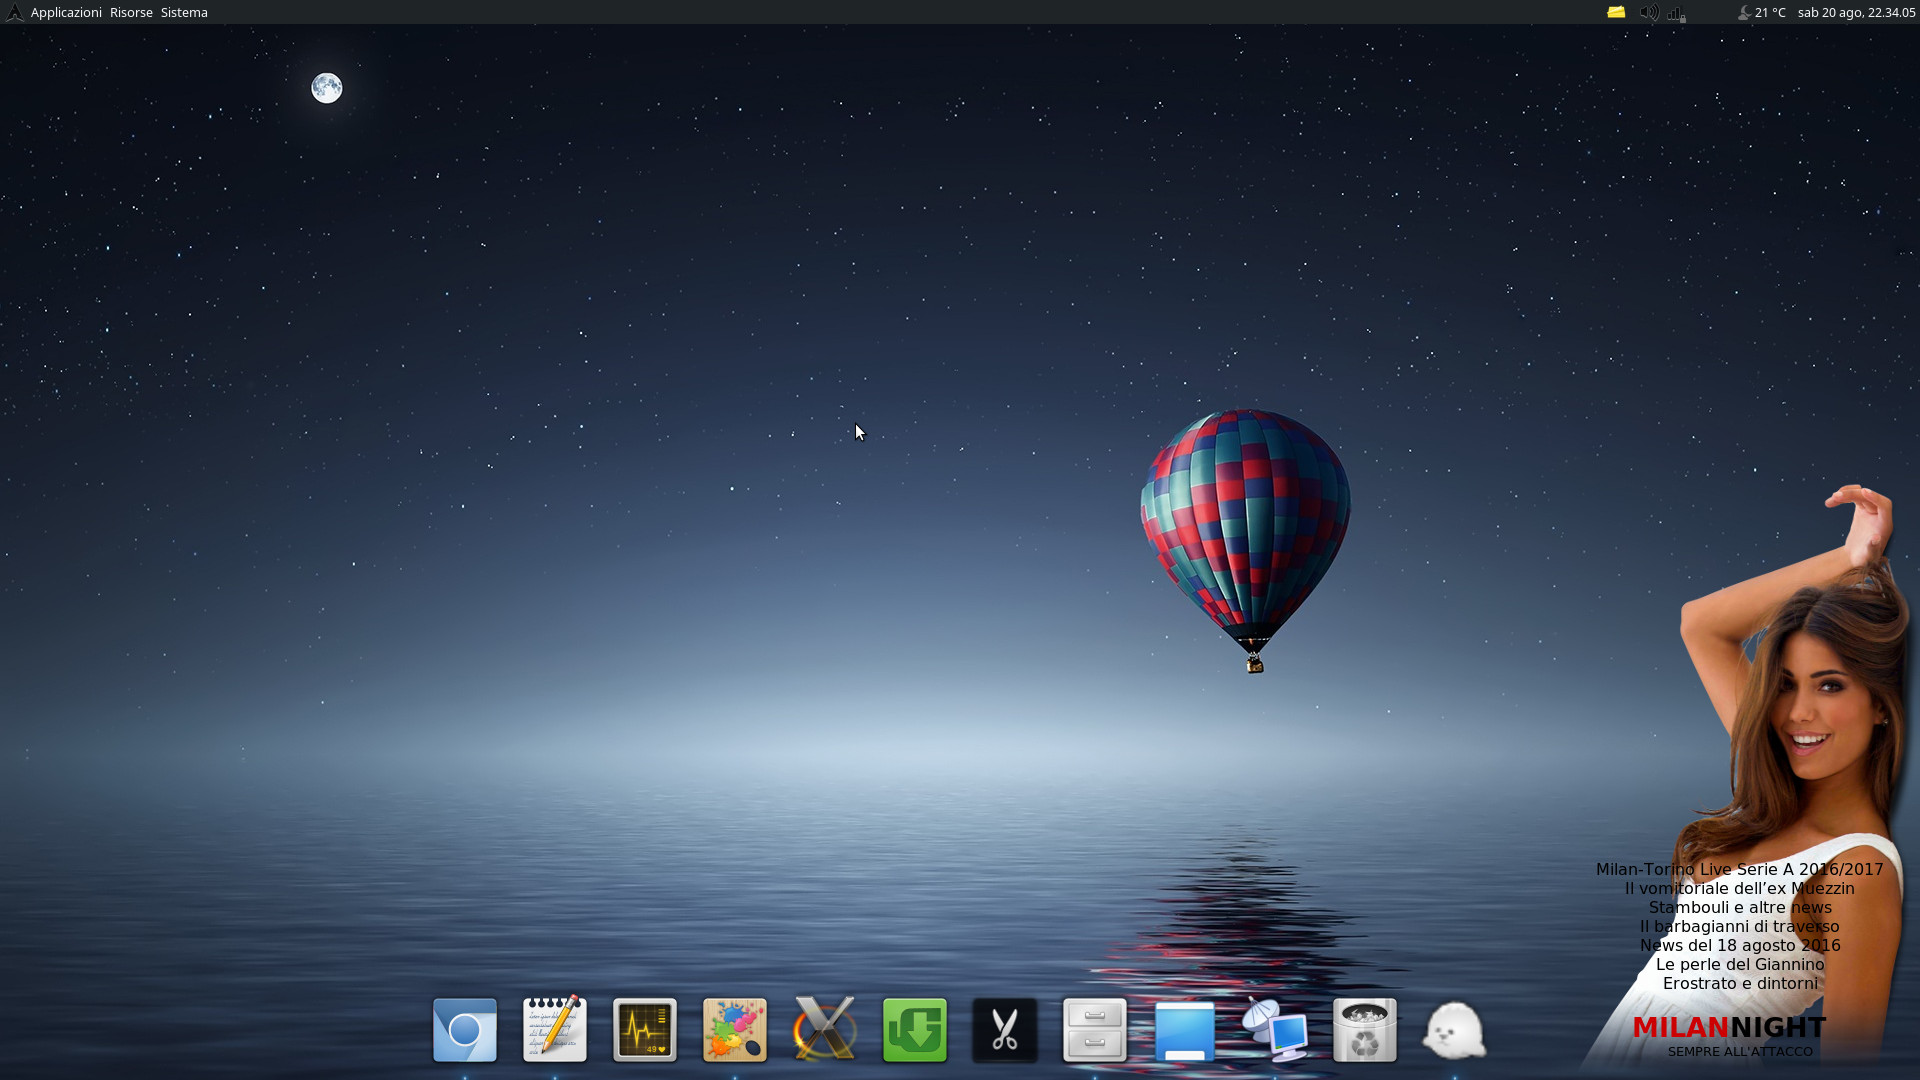 Applicazioni Risorse Sistema
21 °C sab 20 ago, 22.34.05
Milan-Torino Live Serie A 2016/2017
Il vomitoriale dell’ex Muezzin
Stambouli e altre news
Il barbagianni di traverso
News del 18 agosto 2016
Le perle del Giannino
Erostrato e dintorni
MILANNIGHT
SEMPRE ALL'ATTACCO
49